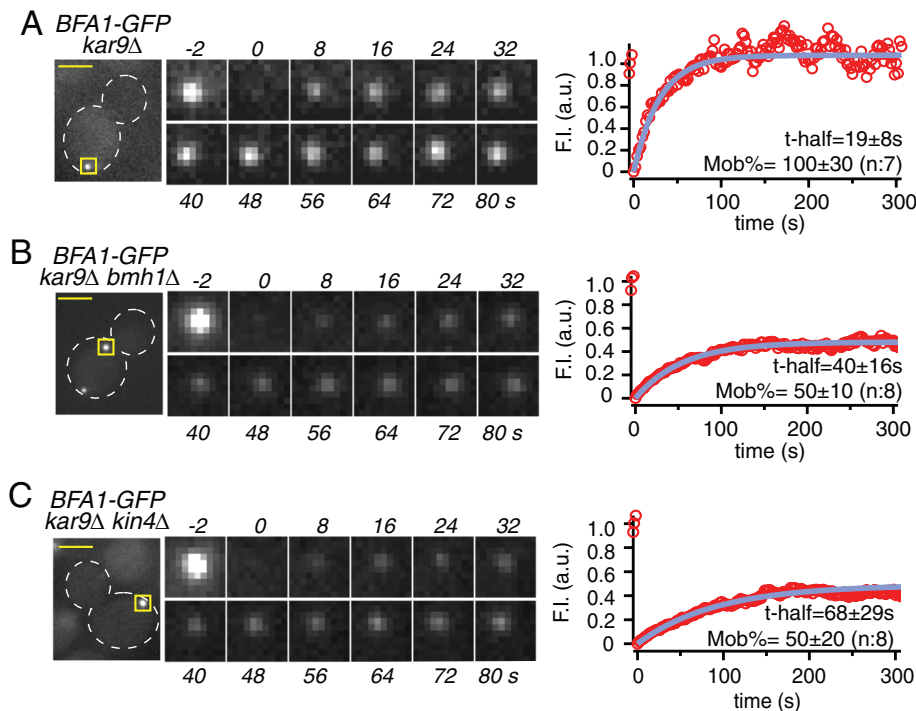 A
BFA1-GFP
kar9Δ
-2 0 8 16 24 32
40 48 56 64 72 80 s
F.I. (a.u.)
1.0
0.8
0.6
0.4
0.2
0
t-half=19±8s
Mob%= 100±30 (n:7)
0 100 200 300
time (s)
B
BFA1-GFP
kar9Δ bmh1Δ
-2 0 8 16 24 32
40 48 56 64 72 80 s
F.I. (a.u.)
1.0
0.8
0.6
0.4
0.2
0
t-half=40±16s
Mob%= 50±10 (n:8)
0 100 200 300
time (s)
C
BFA1-GFP
kar9Δ kin4Δ
-2 0 8 16 24 32
40 48 56 64 72 80 s
F.I. (a.u.)
1.0
0.8
0.6
0.4
0.2
0
t-half=68±29s
Mob%= 50±20 (n:8)
0 100 200 300
time (s)